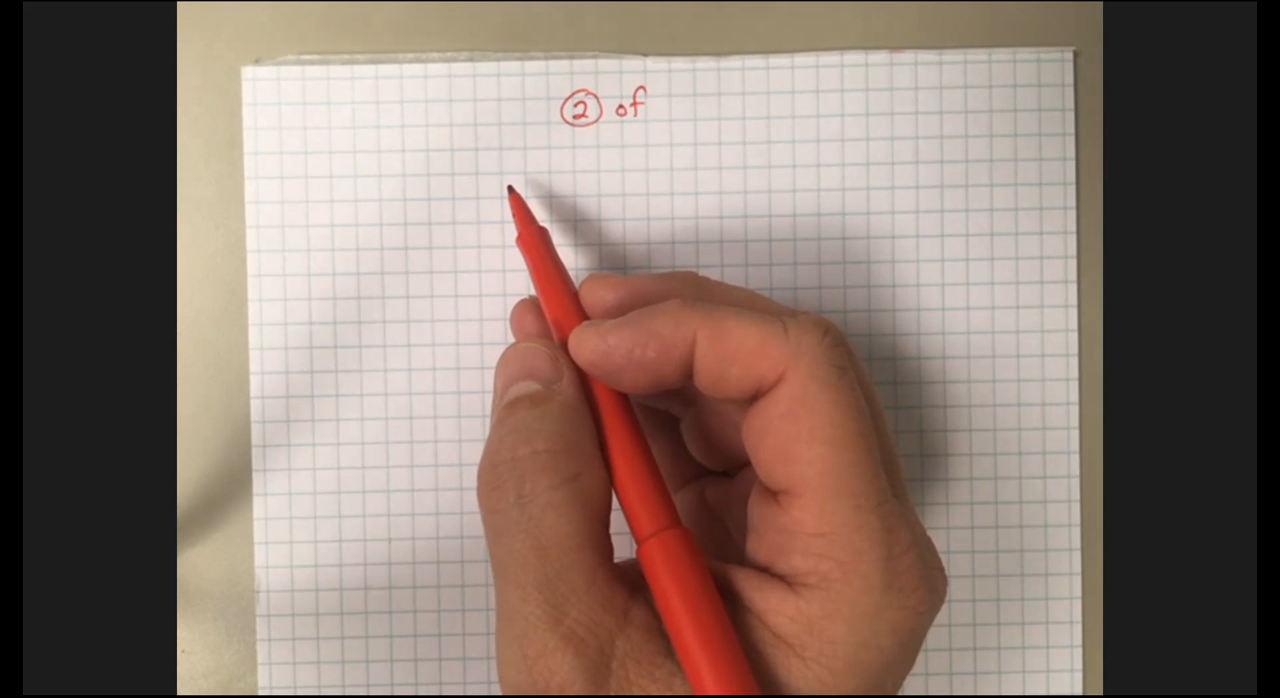 ② of